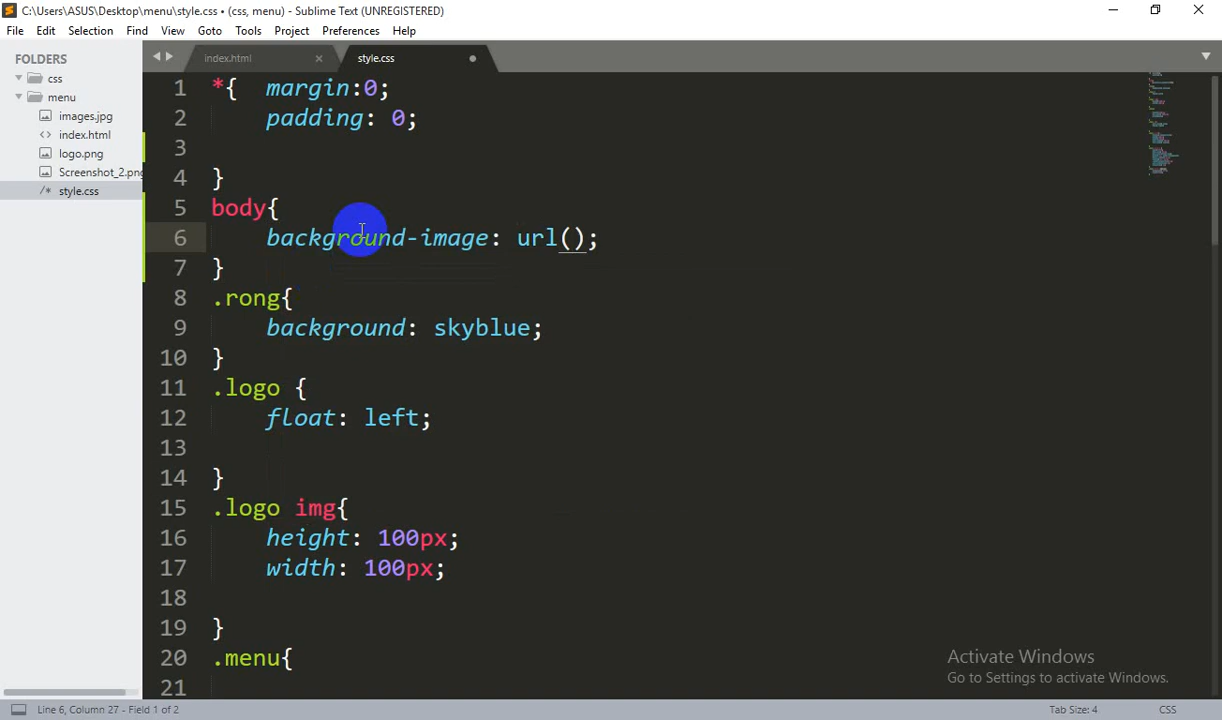 C:\Users\ASUS\Desktop\menu\style.css • (css, menu) - Sublime Text (UNREGISTERED)
File Edit Selection Find View Goto Tools Project Preferences Help
FOLDERS
css
menu
images.jpg
index.html
logo.png
Screenshot_2.png
/* style.css
index.html
style.css
1 *{ margin:0;
2 padding: 0;
3
4 }
5 body{
6 background-image: url();
7 }
8 .rong{
9 background: skyblue;
10 }
11 .logo {
12 float: left;
13
14 }
15 .logo img{
16 height: 100px;
17 width: 100px;
18
19 }
20 .menu{
21
Activate Windows
Go to Settings to activate Windows.
Line 6, Column 27 - Field 1 of 2
Tab Size: 4
CSS